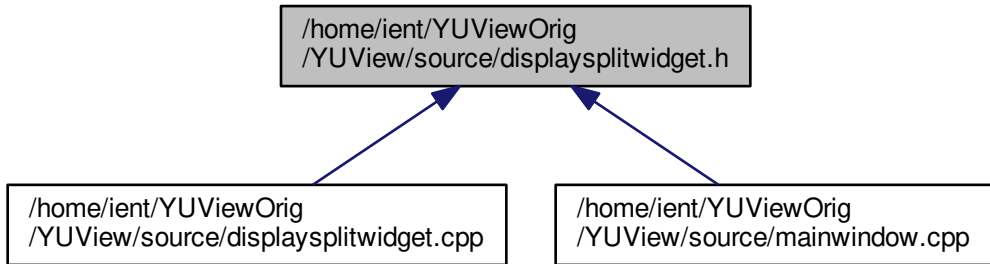 /home/ient/YUViewOrig
/YUView/source/displaysplitwidget.h
/home/ient/YUViewOrig
/YUView/source/displaysplitwidget.cpp
/home/ient/YUViewOrig
/YUView/source/mainwindow.cpp